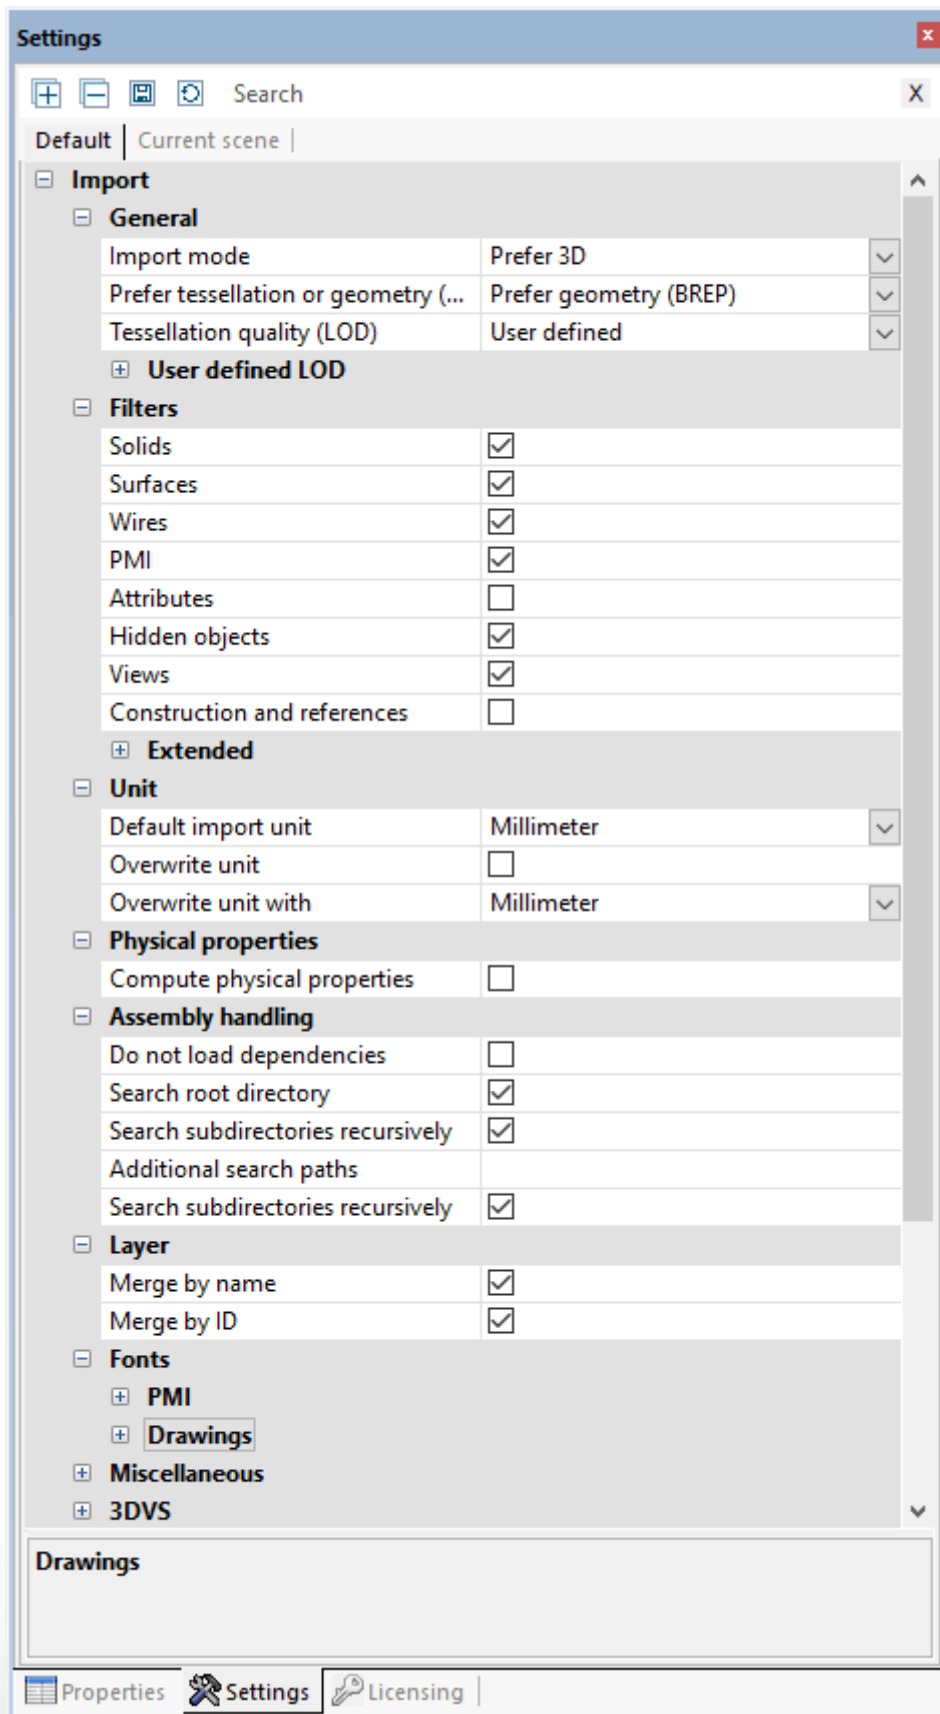 Settings
Search X
Default Current scene
Import
General
Import mode Prefer 3D
Prefer tessellation or geometry (... Prefer geometry (BREP)
Tessellation quality (LOD) User defined
User defined LOD
Filters
Solids
Surfaces
Wires
PMI
Attributes
Hidden objects
Views
Construction and references
Extended
Unit
Default import unit Millimeter
Overwrite unit
Overwrite unit with Millimeter
Physical properties
Compute physical properties
Assembly handling
Do not load dependencies
Search root directory
Search subdirectories recursively
Additional search paths
Search subdirectories recursively
Layer
Merge by name
Merge by ID
Fonts
PMI
Drawings
Miscellaneous
3DVS
Drawings
Properties Settings Licensing